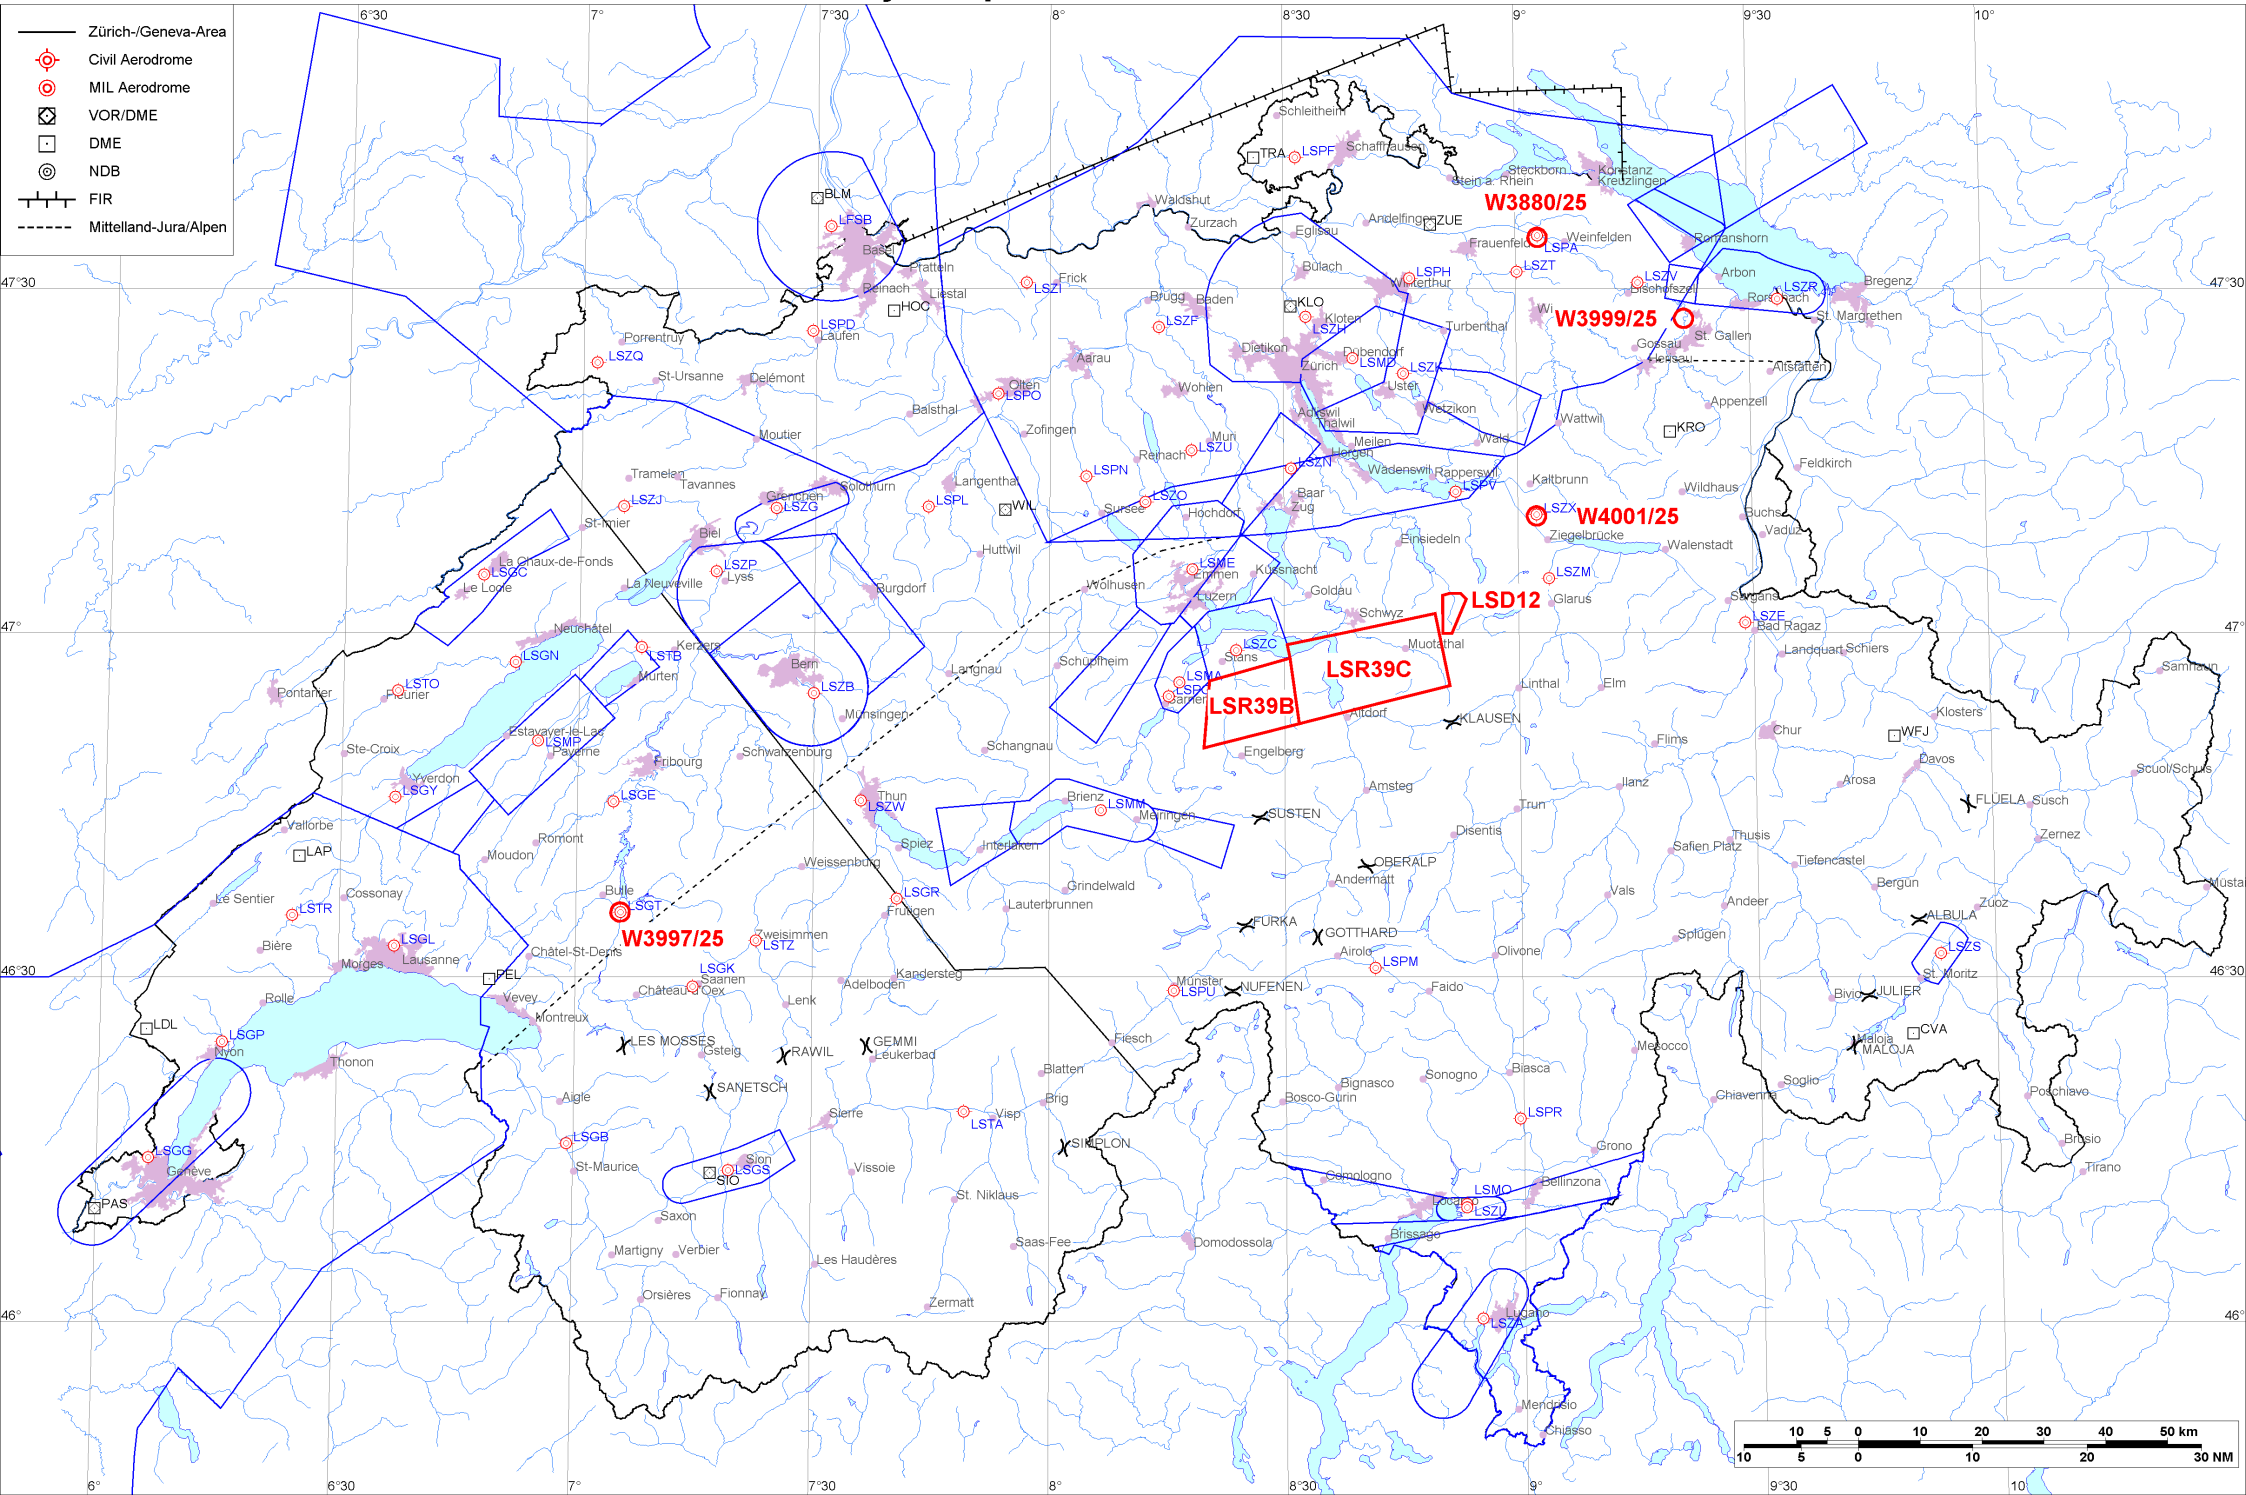 6°30
7°
7°30
8°
8°30
9°
9°30
10°
Zürich-/Geneva-Area
Civil Aerodrome
MIL Aerodrome
VOR/DME
DME
NDB
FIR
Mittelland-Jura/Alpen
Schleitheim
TRA
LSPF
Schaffhausen
Steckborn
Konstanz
Stein a. Rhein
Kreuzlingen
BLM
Waldshut
W3880/25
LFSB
Zurzach
Eglisau
Andelfingen
ZUE
Basel
Frauenfeld
LSPA
Weinfelden
Romanshorn
Pratteln
Bülach
LSPH
LSZT
LSZV
Arbon
47°30
Reinach
Liestal
LSZI
Frick
Winterthur
Bischofszell
LSZR
Bregenz
47°30
HOC
Brugg
Baden
KLO
Rorschach
Kloten
W3999/25
St. Margrethen
LSPD
LSZF
LSZH
Turbenthal
Laufen
St. Gallen
Porrentruy
Dietikon
Dübendorf
Gossau
LSZQ
Aarau
LSMD
Herisau
Zürich
LSZK
Altstätten
St-Ursanne
Delémont
Olten
Wohlen
Uster
LSPO
Balsthal
Adliswil
Wetzikon
Appenzell
Thalwil
Wattwil
Zofingen
KRO
Moutier
Muri
Meilen
Wald
LSZU
Horgen
Reinach
LSZN
Wädenswil
Rapperswil
Feldkirch
Tramelan
LSPN
Tavannes
Langenthal
Kaltbrunn
Solothurn
LSPV
Wildhaus
Grenchen
Baar
LSZJ
LSZG
LSPL
WIL
LSZO
Zug
LSZX
W4001/25
Sursee
Hochdorf
Buchs
St-Imier
Biel
Vaduz
Ziegelbrücke
Einsiedeln
Walenstadt
Huttwil
La Chaux-de-Fonds
LSZP
LSME
LSGC
Lyss
Emmen
Küssnacht
LSZM
Le Locle
La Neuveville
Burgdorf
Wolhusen
Goldau
Luzern
LSD12
Glarus
Sargans
Schwyz
LSZE
47°
Neuchâtel
Bad Ragaz
47°
Kerzers
LSZC
Muotathal
LSGN
LSTB
Stans
Landquart
Schiers
Bern
Schüpfheim
Samnaun
Langnau
LSR39C
Murten
LSMA
LSTO
LSZB
Linthal
Elm
Pontarlier
Fleurier
LSPG
Sarnen
LSR39B
Münsingen
Altdorf
KLAUSEN
Klosters
Estavayer-le-Lac
LSMP
Chur
WFJ
Ste-Croix
Payerne
Schwarzenburg
Schangnau
Engelberg
Flims
Fribourg
Davos
Yverdon
Scuol/Schuls
LSGY
Amsteg
Ilanz
Arosa
LSGE
Thun
Brienz
LSZW
LSMM
Trun
FLÜELA
Susch
SUSTEN
Vallorbe
Meiringen
Romont
Disentis
Thusis
Zernez
LAP
Spiez
Interlaken
Safien Platz
Moudon
Weissenburg
OBERALP
Tiefencastel
Andermatt
Bergün
Le Sentier
Cossonay
Bulle
LSGR
Grindelwald
Vals
LSTR
LSGT
Lauterbrunnen
Andeer
Zuoz
Frutigen
FURKA
ALBULA
W3997/25
Zweisimmen
GOTTHARD
Bière
LSGL
LSTZ
Splügen
Lausanne
Châtel-St-Denis
Airolo
Olivone
LSZS
Morges
LSPM
46°30
PEL
LSGK
Saanen
Kandersteg
St. Moritz
46°30
Château-d'Oex
Adelboden
Münster
LSPU
NUFENEN
Faido
Rolle
Vevey
Lenk
Bivio
JULIER
Montreux
LDL
CVA
LSGP
LES MOSSES
GEMMI
Fiesch
Maloja
Nyon
Gsteig
RAWIL
Leukerbad
Mesocco
MALOJA
Thonon
Blatten
Biasca
SANETSCH
Bignasco
Sonogno
Soglio
Aigle
Brig
Bosco-Gurin
Chiavenna
Poschiavo
Sierre
Visp
LSPR
LSTA
LSGB
SIMPLON
Grono
Brusio
LSGG
Sion
Genève
St-Maurice
LSGS
Vissoie
Comologno
Tirano
SIO
LSMO
Bellinzona
PAS
St. Niklaus
Locarno
LSZL
Saxon
Brissago
Martigny
Verbier
Saas-Fee
Domodossola
Les Haudères
Orsières
Fionnay
Zermatt
46°
Lugano
46°
LSZA
Mendrisio
Chiasso
10 5 0 10 20 30 40 50 km
10 5 0 10 20 30 NM
6°
6°30
7°
7°30
8°
8°30
9°
9°30
10